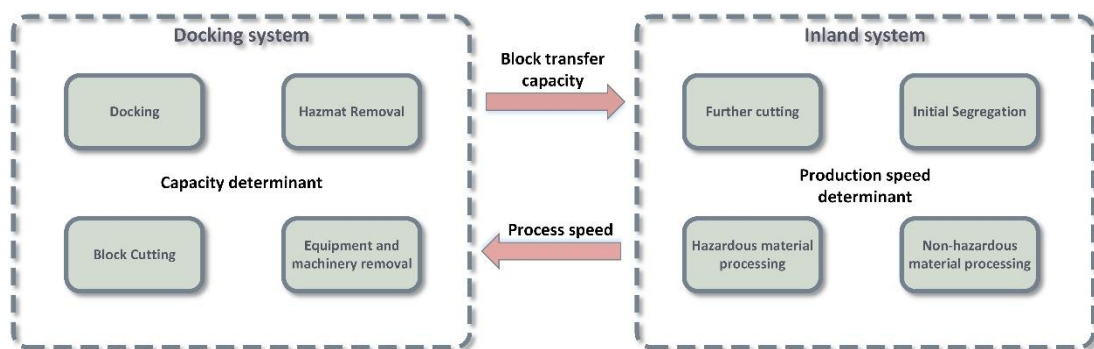 Docking system
Docking
Hazmat Removal
Capacity determinant
Block Cutting
Equipment and
machinery removal
Block transfer
capacity
Process speed
Inland system
Further cutting
Initial Segregation
Production speed
determinant
Hazardous material
processing
Non-hazardous
material processing